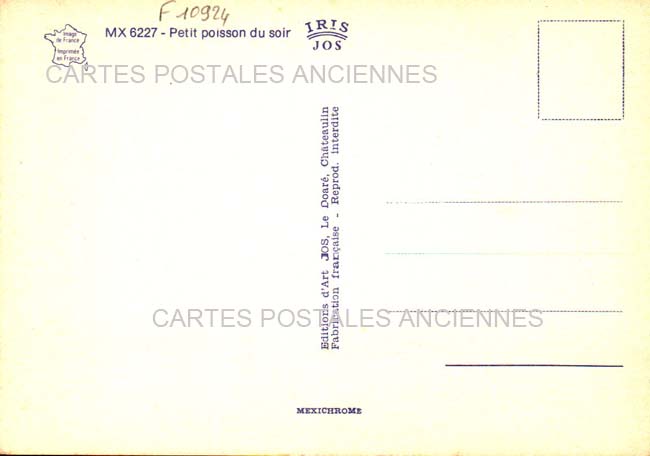 F 10924
Image
de France
Imprimée
en France
MX 6227 - Petit poisson du soir
IRIS
JOS
CARTES POSTALES ANCIENNES
Editions d'Art JOS, Le Doaré, Châteaulin
Fabrication française - Reprod. interdite
CARTES POSTALES ANCIENNES
MEXICHROME